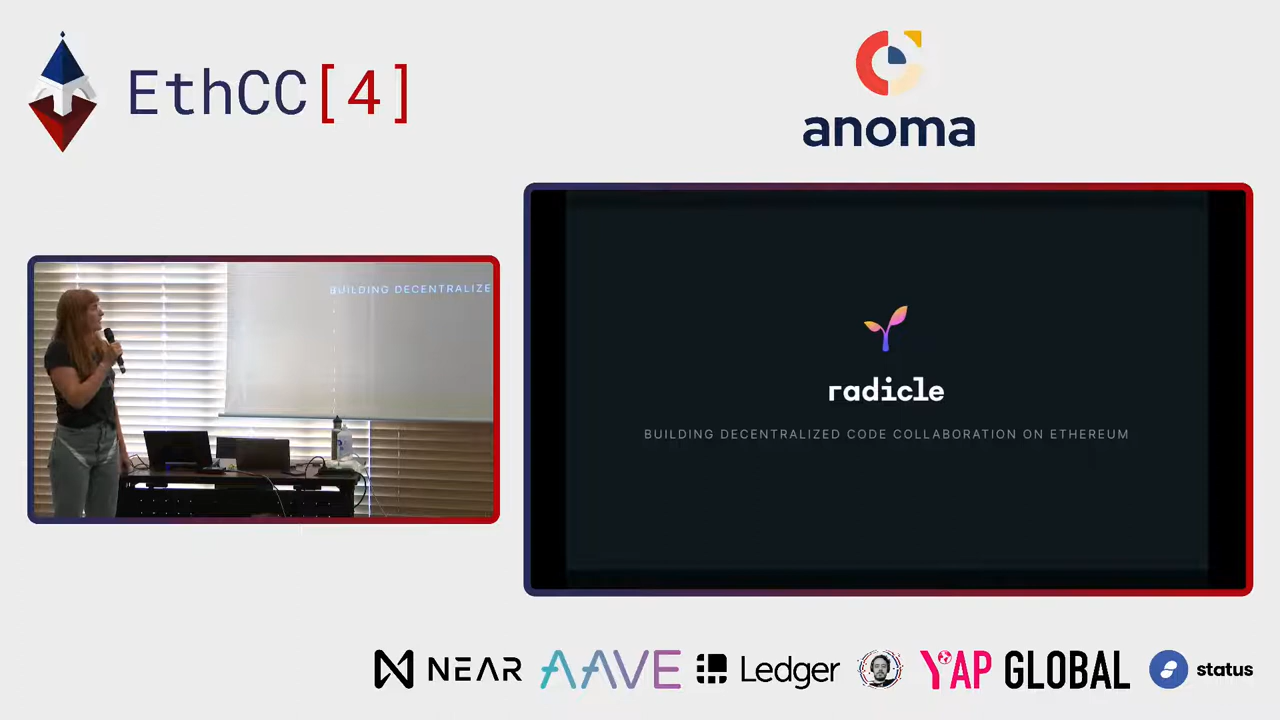 EthCC[4]
anoma
BUILDING DECENTRALIZE
radicle
BUILDING DECENTRALIZED CODE COLLABORATION ON ETHEREUM
NEAR
AAVE
Ledger
YAP GLOBAL
status